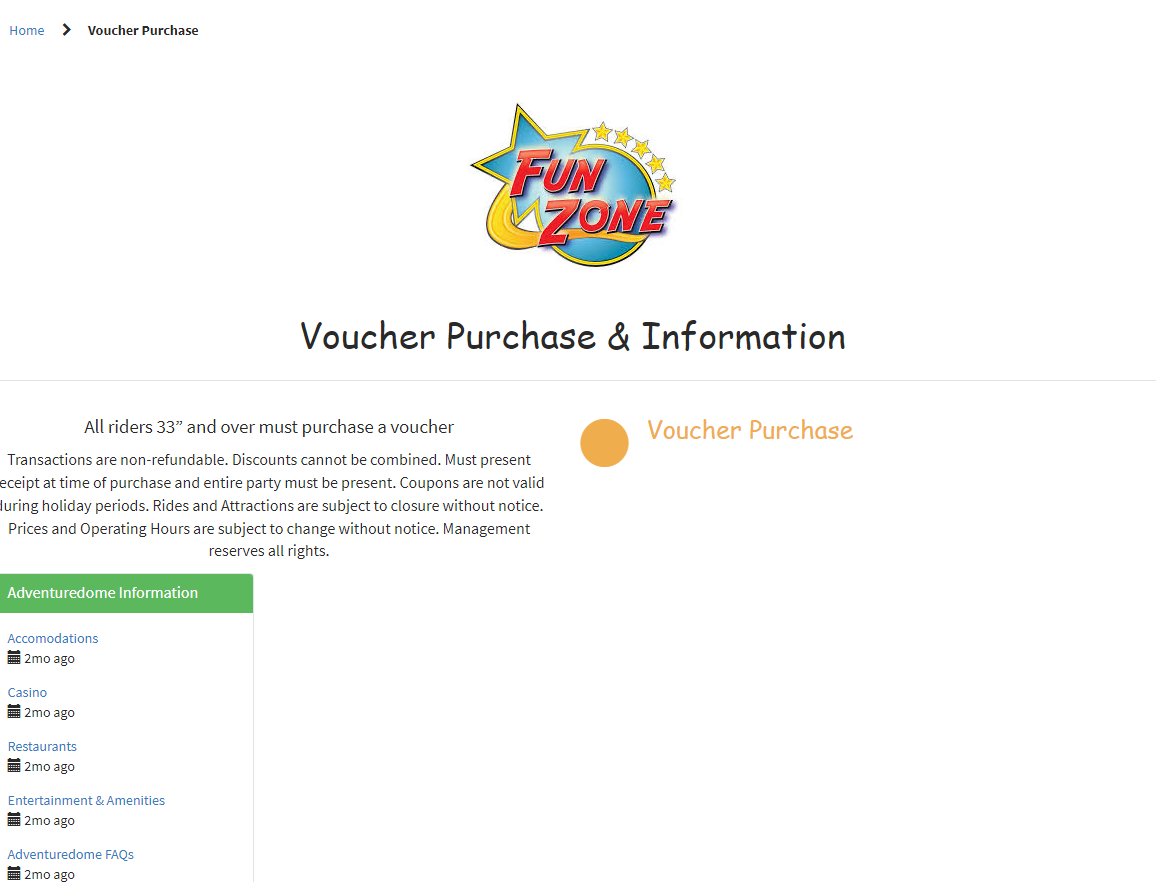 Home
Voucher Purchase
FUN
ZONE
Voucher Purchase & Information
All riders 33” and over must purchase a voucher
Transactions are non-refundable. Discounts cannot be combined. Must present
eceipt at time of purchase and entire party must be present. Coupons are not valid
during holiday periods. Rides and Attractions are subject to closure without notice.
Prices and Operating Hours are subject to change without notice. Management
reserves all rights.
Voucher Purchase
Adventuredome Information
Accomodations
2mo ago
Casino
2mo ago
Restaurants
2mo ago
Entertainment & Amenities
2mo ago
Adventuredome FAQs
2mo ago